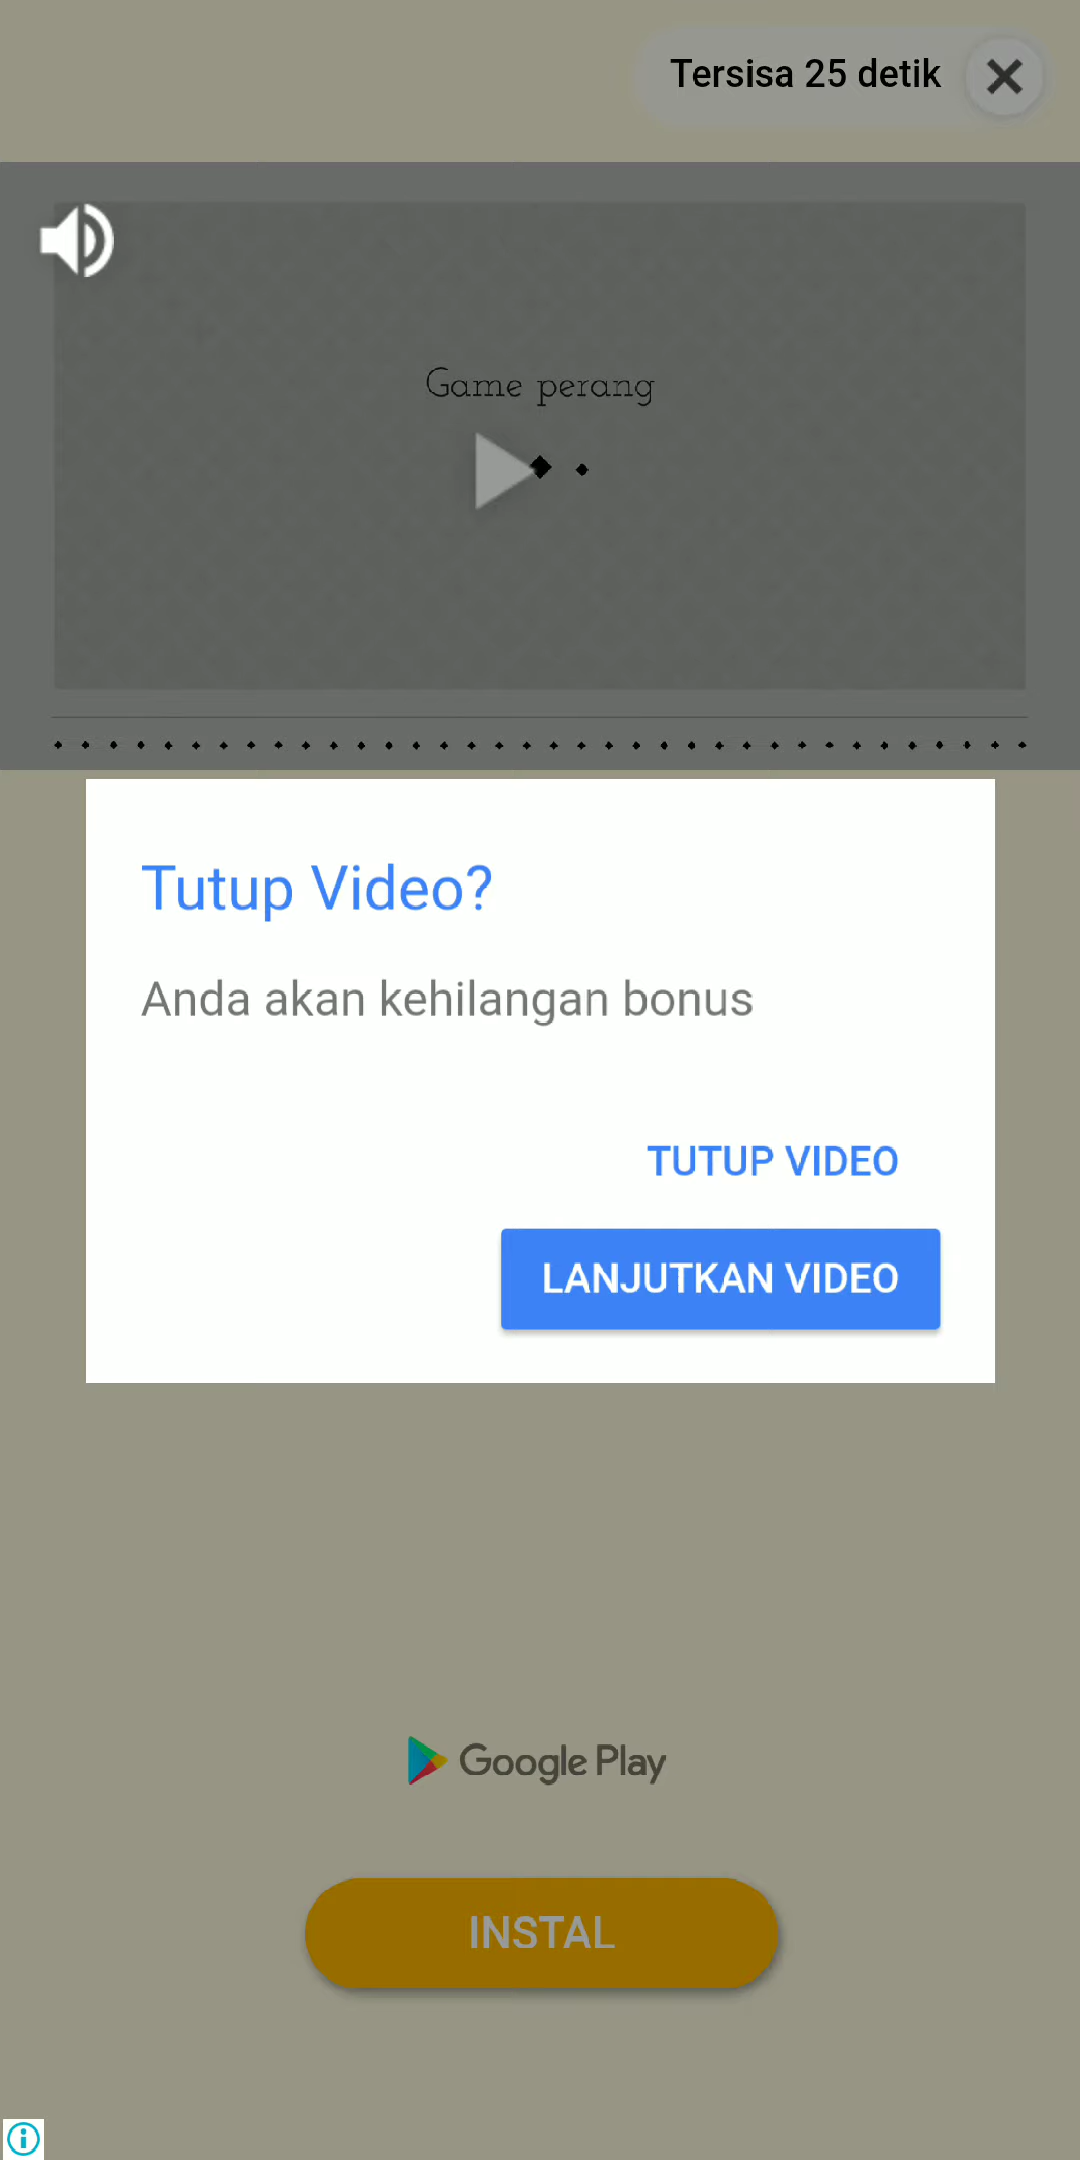 Tersisa 25 detik
Game perang
Tutup Video?
Anda akan kehilangan bonus
TUTUP VIDEO
LANJUTKAN VIDEO
Google Play
INSTAL